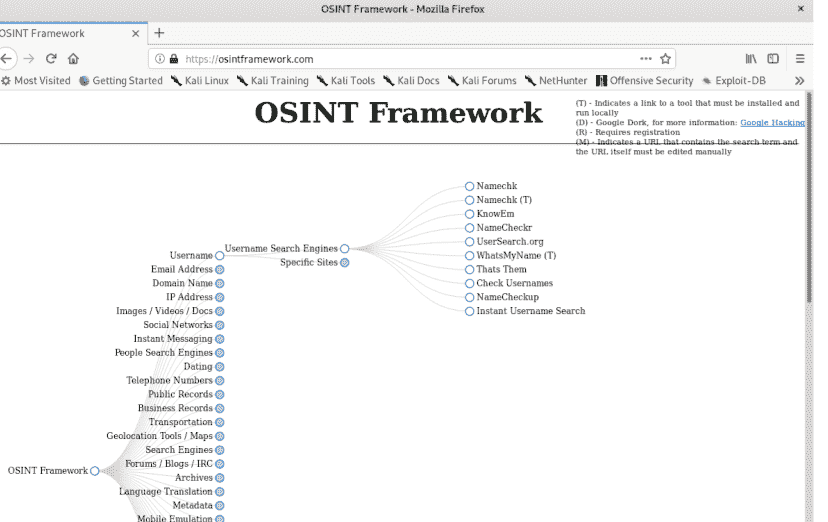 OSINT Framework - Mozilla Firefox
OSINT Framework
https://osintframework.com
Most Visited Getting Started Kali Linux Kali Training Kali Tools Kali Docs Kali Forums NetHunter Offensive Security Exploit-DB
OSINT Framework
(T) - Indicates a link to a tool that must be installed and
run locally
(D) - Google Dork, for more information: Google Hacking
(R) - Requires registration
(M) - Indicates a URL that contains the search term and
the URL itself must be edited manually
Namechk
Namechk (T)
KnowEm
NameCheckr
UserSearch.org
WhatsMyName (T)
Thats Them
Check Usernames
NameCheckup
Instant Username Search
Username Search Engines
Specific Sites
Username
Email Address
Domain Name
IP Address
Images / Videos / Docs
Social Networks
Instant Messaging
People Search Engines
Dating
Telephone Numbers
Public Records
Business Records
Transportation
Geolocation Tools / Maps
Search Engines
Forums / Blogs / IRC
Archives
Language Translation
Metadata
Mobile Emulation
OSINT Framework